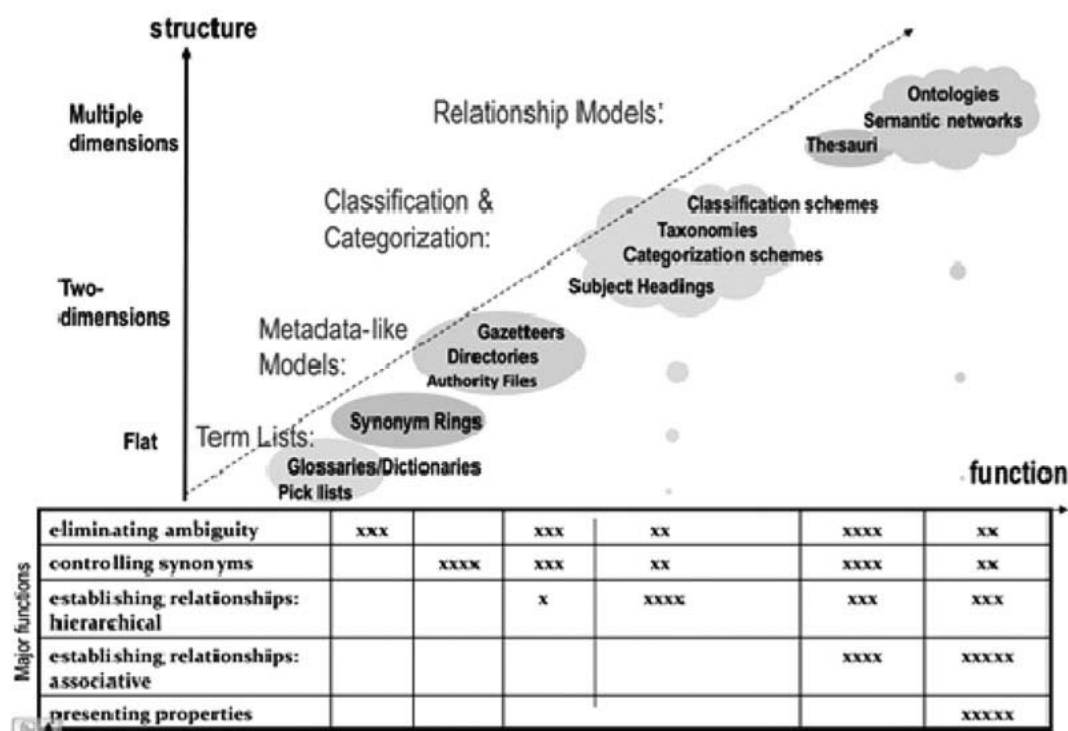 structure
Multiple
dimensions
Relationship Models:
Ontologies
Semantic networks
Thesauri
Classification &
Categorization:
Classification schemes
Taxonomies
Categorization schemes
Subject Headings
Two-
dimensions
Metadata-like
Models:
Gazetteers
Directories
Authority Files
Synonym Rings
Flat
Term Lists:
Glossaries/Dictionaries
Pick lists
function
Major functions
eliminating ambiguity xxx xxx xx xxxx xx
controlling synonyms xxxx xxx xx xxxx xx
establishing relationships:
hierarchical x xxxx xxx xxx
establishing relationships:
associative xxxx xxxxx
presenting properties xxxxx